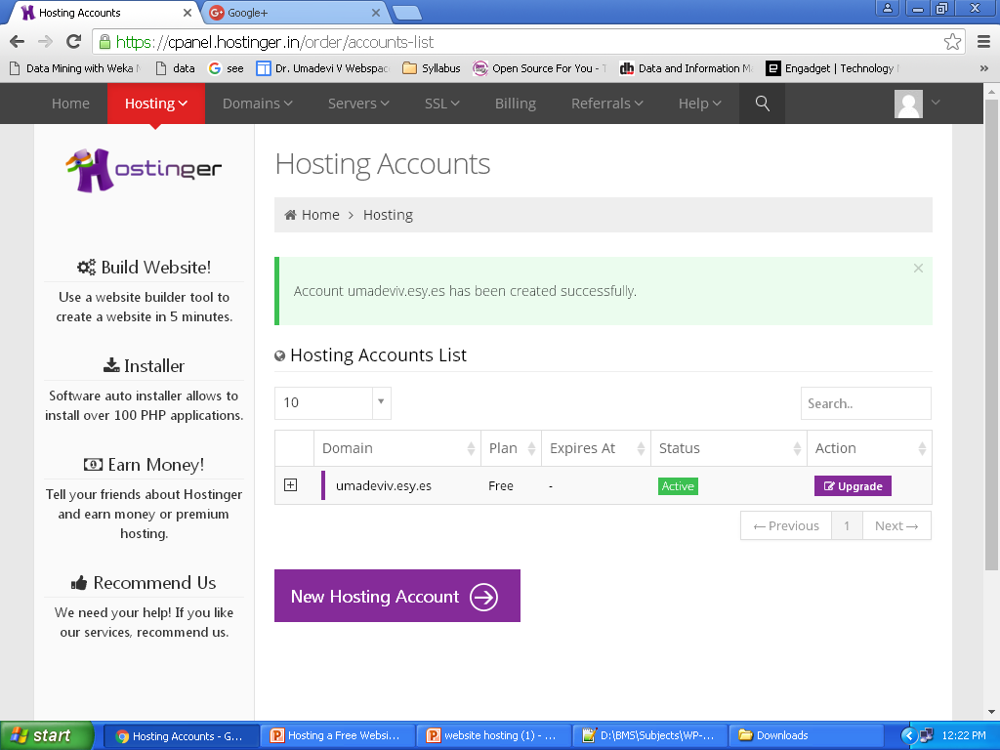 Hosting Accounts
Google+
https://cpanel.hostinger.in/order/accounts-list
Data Mining with Weka
data
see
Dr. Umadevi V Webspac
Syllabus
Open Source For You -
Data and Information M
Engadget | Technology
»
Home
Hosting
Domains
Servers
SSL
Billing
Referrals
Help
Hostinger
Build Website!
Use a website builder tool to
create a website in 5 minutes.
Installer
Software auto installer allows to
install over 100 PHP applications.
Earn Money!
Tell your friends about Hostinger
and earn money or premium
hosting.
Recommend Us
We need your help! If you like
our services, recommend us.
Hosting Accounts
Home > Hosting
Account umadeviv.esy.es has been created successfully.
×
Hosting Accounts List
10
Search..
Domain
Plan
Expires At
Status
Action
umadeviv.esy.es
Free
-
Active
Upgrade
← Previous
1
Next →
New Hosting Account
start
Hosting Accounts - G...
Hosting a Free Websi...
website hosting (1) - ...
D:\BMS\Subjects\WP-...
Downloads
12:22 PM